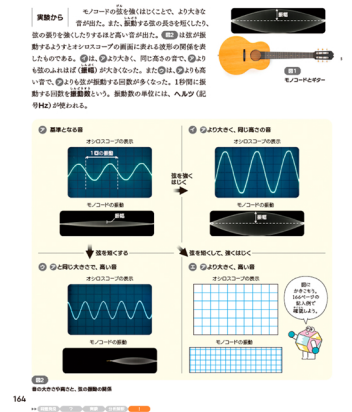 実験から
モノコードの弦を強くはじくことで、より大きな
音が出た。また、振動する弦の長さを短くしたり、
弦の張りを強くしたりするほど高い音が出た。図2は弦が振
動するようすとオシロスコープの画面に表れる波形の関係を表
したものである。イは、アより大きく、同じ高さの音で、アより
も弦のふれはば(振幅)が大きくなった。またウは、アよりも高
い音で、アよりも弦が振動する回数が多くなった。1秒間に振
動する回数を振動数という。振動数の単位には、ヘルツ(記
号Hz)が使われる。
振幅
図1
モノコードとギター
ア 基準となる音
オシロスコープの表示
1回の振動
モノコードの振動
振幅
弦を強く
はじく
イ アより大きく、同じ高さの音
オシロスコープの表示
モノコードの振動
振幅
弦を短くする
弦を短くして、強くはじく
ウ アと同じ大きさで、高い音
オシロスコープの表示
モノコードの振動
エ アより大きく、高い音
オシロスコープの表示
モノコードの振動
図に
かきこもう。
166ページの
記入例で
確認しよう。
図2
音の大きさや高さと、弦の振動の関係
164